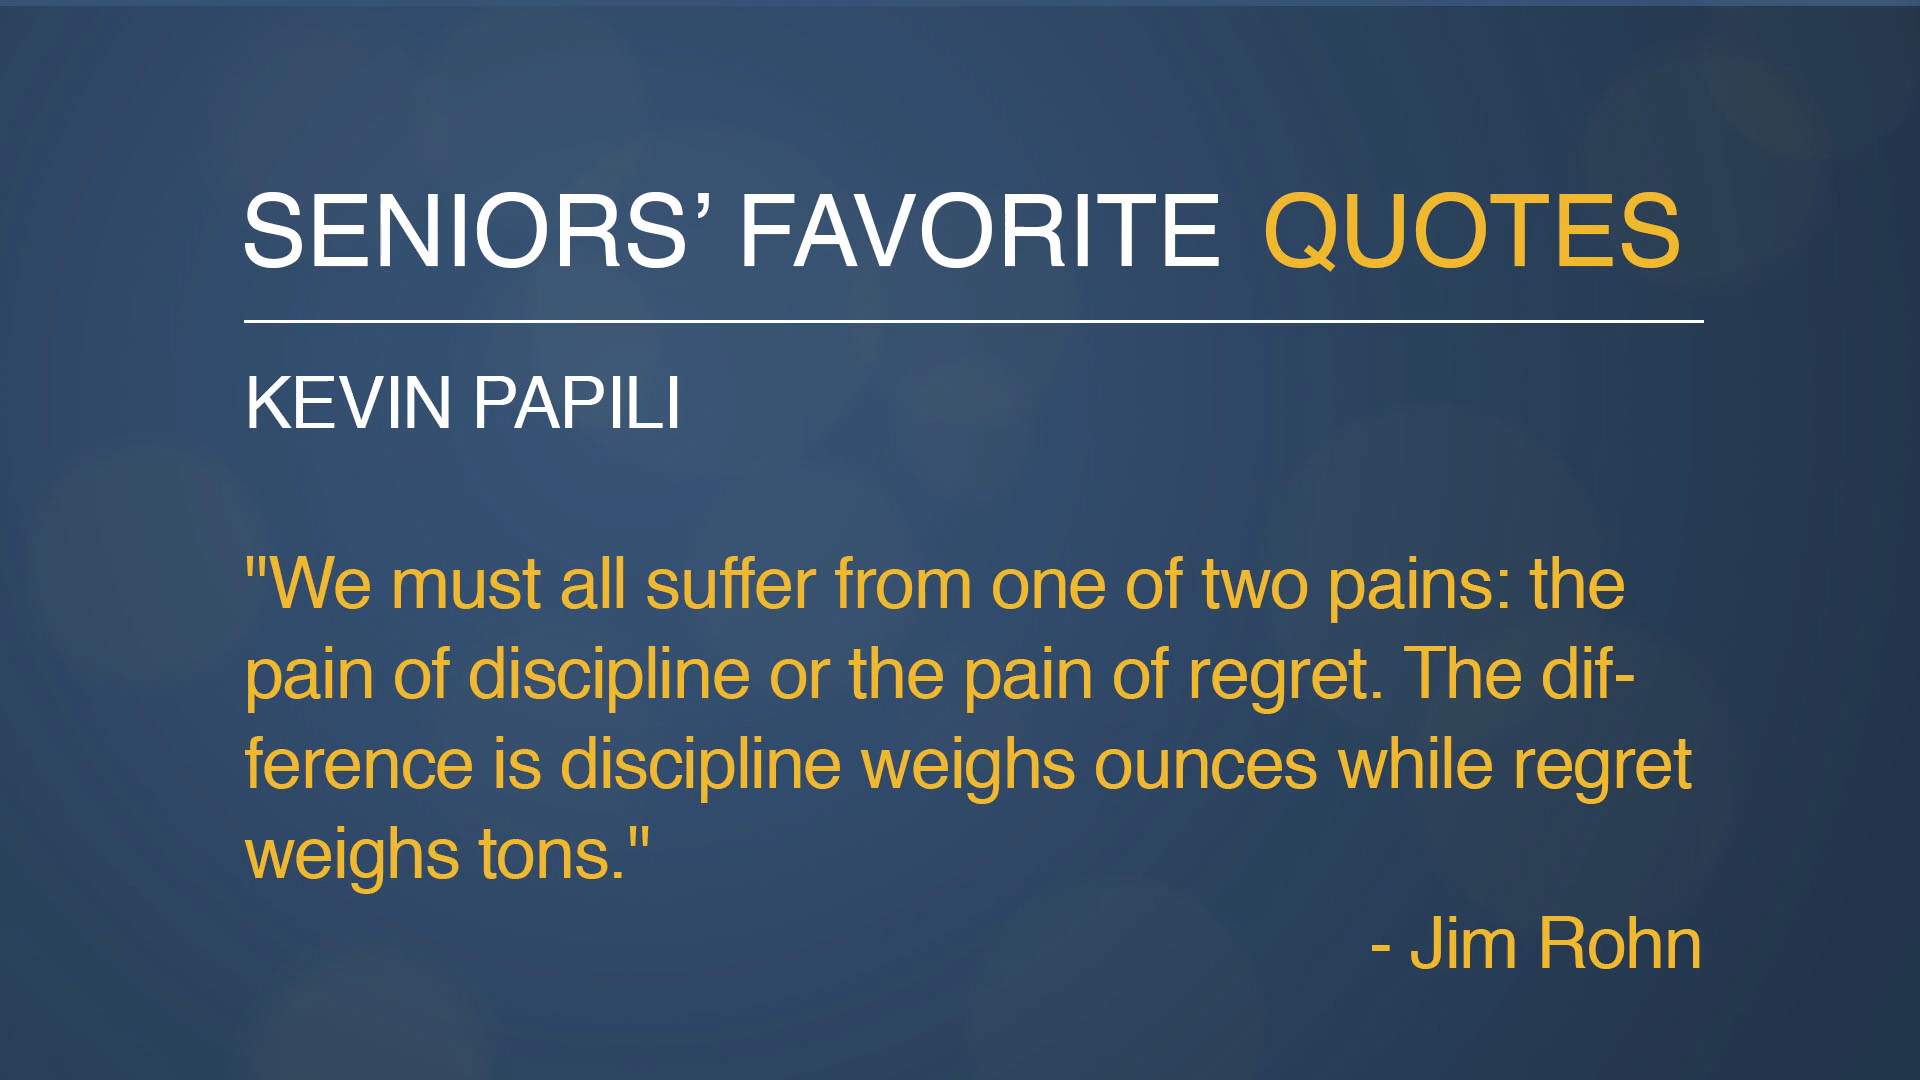 SENIORS’ FAVORITE QUOTES
KEVIN PAPILI
"We must all suffer from one of two pains: the
pain of discipline or the pain of regret. The dif-
ference is discipline weighs ounces while regret
weighs tons."
- Jim Rohn